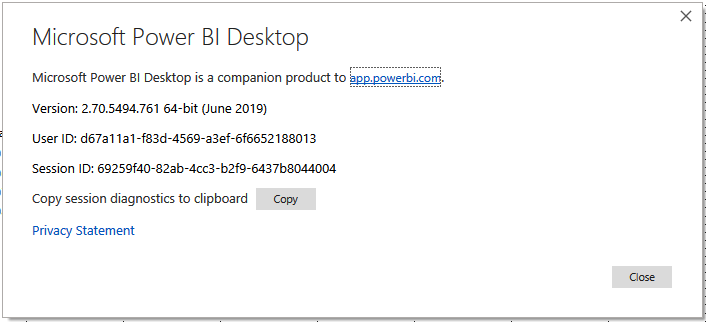 Microsoft Power BI Desktop
Microsoft Power BI Desktop is a companion product to app.powerbi.com.
Version: 2.70.5494.761 64-bit (June 2019)
User ID: d67a11a1-f83d-4569-a3ef-6f6652188013
Session ID: 69259f40-82ab-4cc3-b2f9-6437b8044004
Copy session diagnostics to clipboard Copy
Privacy Statement
Close